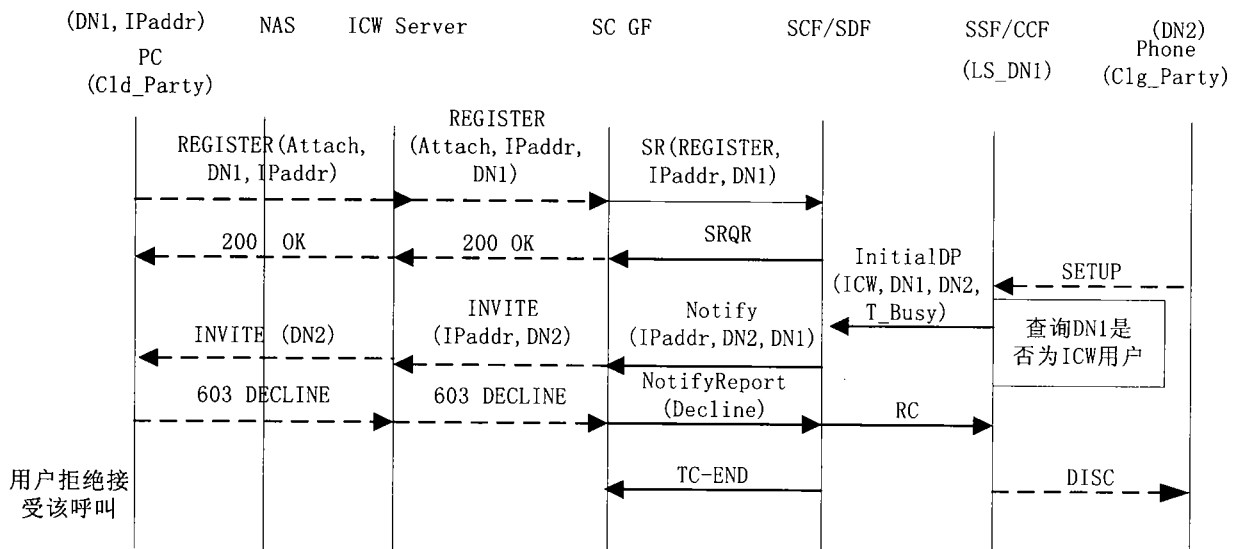 (DN1, IPaddr)
PC
(Cld_Party)
NAS
ICW Server
SC GF
SCF/SDF
SSF/CCF
(LS_DN1)
(DN2)
Phone
(Clg_Party)
REGISTER(Attach,
DN1, IPaddr)
REGISTER
(Attach, IPaddr,
DN1)
SR(REGISTER,
IPaddr, DN1)
200 OK
200 OK
SRQR
InitialDP
(ICW, DN1, DN2,
T_Busy)
SETUP
查询DN1是
否为ICW用户
INVITE (DN2)
INVITE
(IPaddr, DN2)
Notify
(IPaddr, DN2, DN1)
603 DECLINE
603 DECLINE
NotifyReport
(Decline)
RC
用户拒绝接
受该呼叫
TC-END
DISC